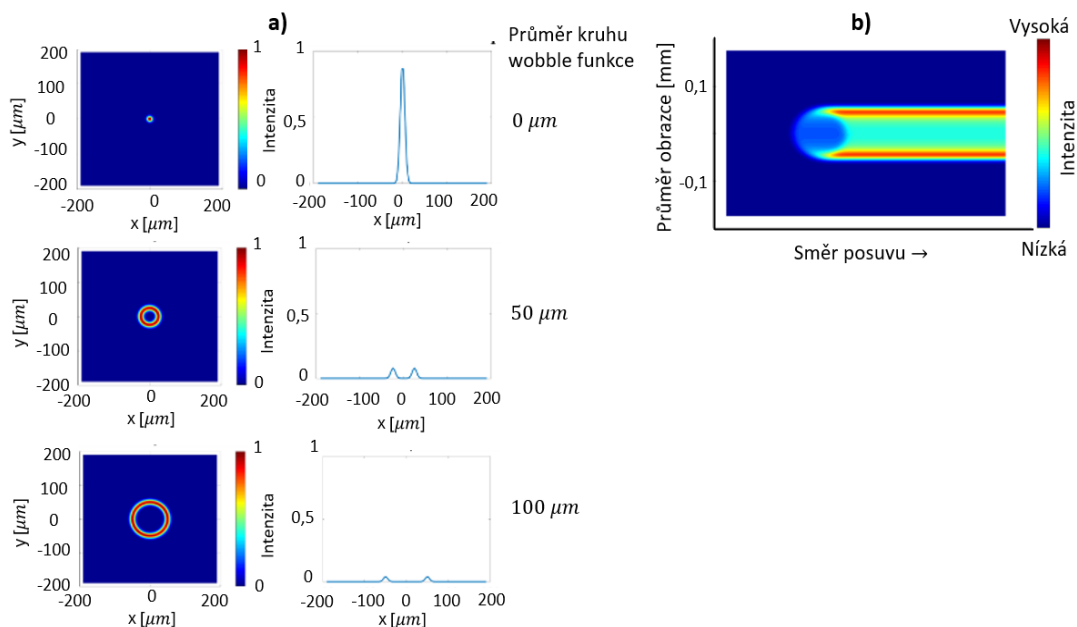 a)
200
100
0
-100
-200
y [μm]
-200
0
200
x [μm]
1
0
Intenzita
1
0,5
0
-200
-100
0
100
200
x [μm]
Průměr kruhu
wobble funkce
0 μm
200
100
0
-100
-200
y [μm]
-200
0
200
x [μm]
1
0
Intenzita
1
0,5
0
-200
-100
0
100
200
x [μm]
50 μm
200
100
0
-100
-200
y [μm]
-200
0
200
x [μm]
1
0
Intenzita
1
0,5
0
-200
-100
0
100
200
x [μm]
100 μm
b)
Průměr obrazce [mm]
0,1
-0,1
Směr posuvu →
Vysoká
Intenzita
Nízká